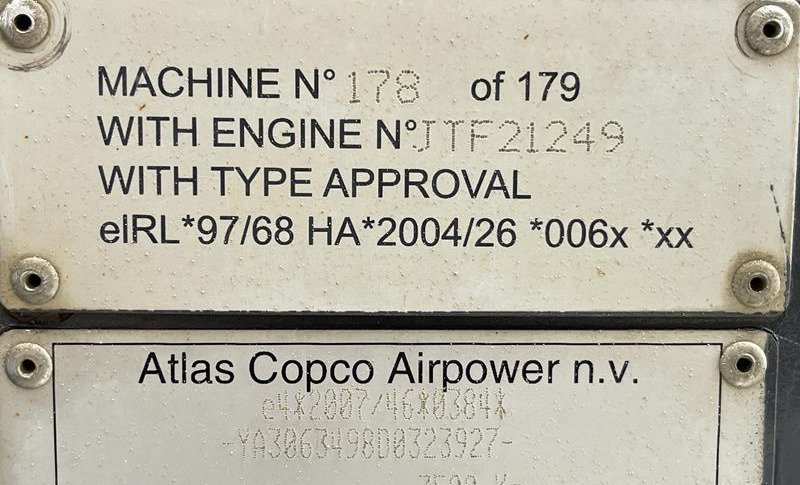 MACHINE N° 178 of 179
WITH ENGINE N° JTF21249
WITH TYPE APPROVAL
eIRL*97/68 HA*2004/26 *006x *xx
Atlas Copco Airpower n.v.
e4*2007/46*0384*
-YA3063498D0323927-